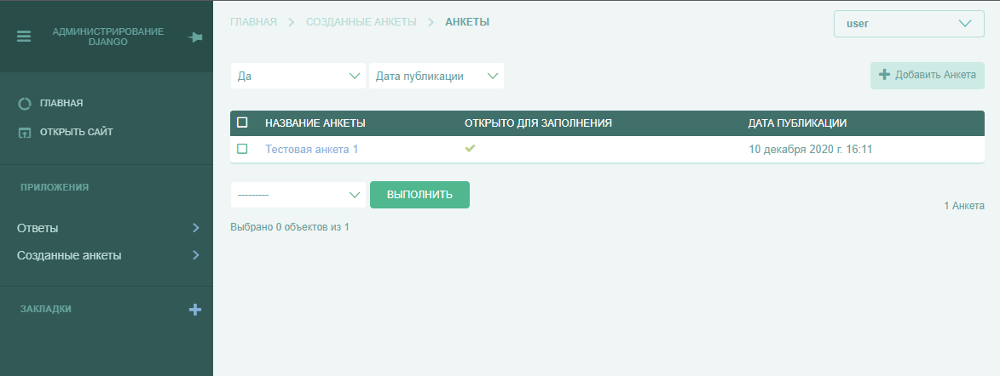 АДМИНИСТРИРОВАНИЕ
DJANGO
ГЛАВНАЯ
ОТКРЫТЬ САЙТ
ПРИЛОЖЕНИЯ
Ответы
Созданные анкеты
ЗАКЛАДКИ
ГЛАВНАЯ СОЗДАННЫЕ АНКЕТЫ АНКЕТЫ
user
Да Дата публикации
Добавить Анкета
НАЗВАНИЕ АНКЕТЫ ОТКРЫТО ДЛЯ ЗАПОЛНЕНИЯ ДАТА ПУБЛИКАЦИИ
Тестовая анкета 1 10 декабря 2020 г. 16:11
--------- ВЫПОЛНИТЬ
1 Анкета
Выбрано 0 объектов из 1